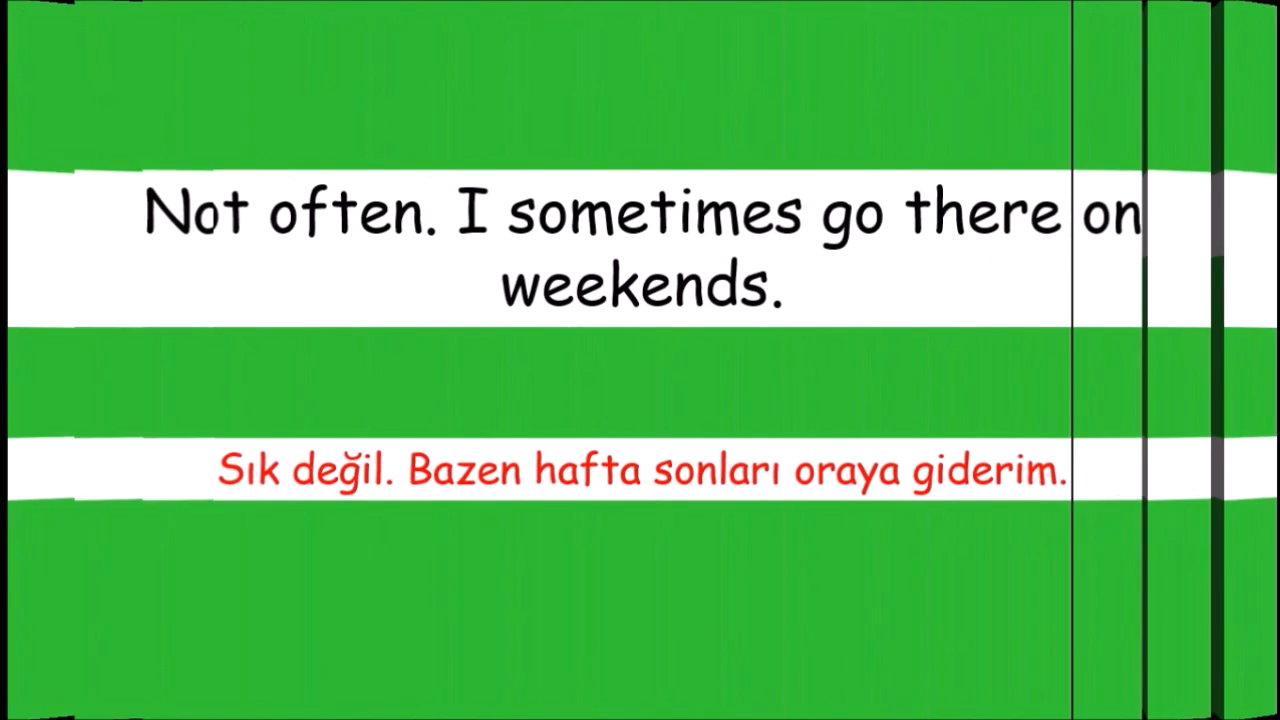 Not often. I sometimes go there on
weekends.
Sık değil. Bazen hafta sonları oraya giderim.